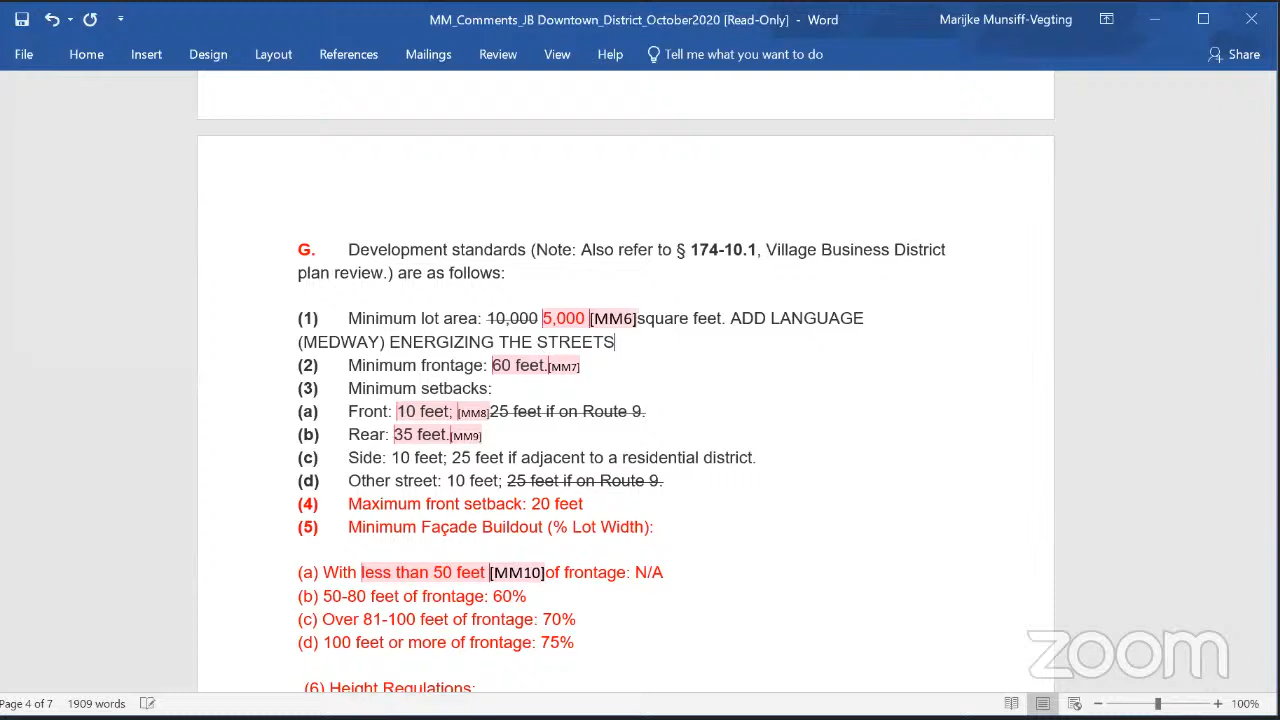 MM_Comments_JB Downtown_District_October2020 [Read-Only] - Word
Marijke Munsiff-Vegting
File Home Insert Design Layout References Mailings Review View Help Tell me what you want to do Share
G. Development standards (Note: Also refer to § 174-10.1, Village Business District
plan review.) are as follows:
(1) Minimum lot area: 10,000 5,000 [MM6]square feet. ADD LANGUAGE
(MEDWAY) ENERGIZING THE STREETS
(2) Minimum frontage: 60 feet.[MM7]
(3) Minimum setbacks:
(a) Front: 10 feet; [MM8]25 feet if on Route 9.
(b) Rear: 35 feet.[MM9]
(c) Side: 10 feet; 25 feet if adjacent to a residential district.
(d) Other street: 10 feet; 25 feet if on Route 9.
(4) Maximum front setback: 20 feet
(5) Minimum Façade Buildout (% Lot Width):
(a) With less than 50 feet [MM10]of frontage: N/A
(b) 50-80 feet of frontage: 60%
(c) Over 81-100 feet of frontage: 70%
(d) 100 feet or more of frontage: 75%
(6) Height Regulations:
zoom
Page 4 of 7 1909 words 100%